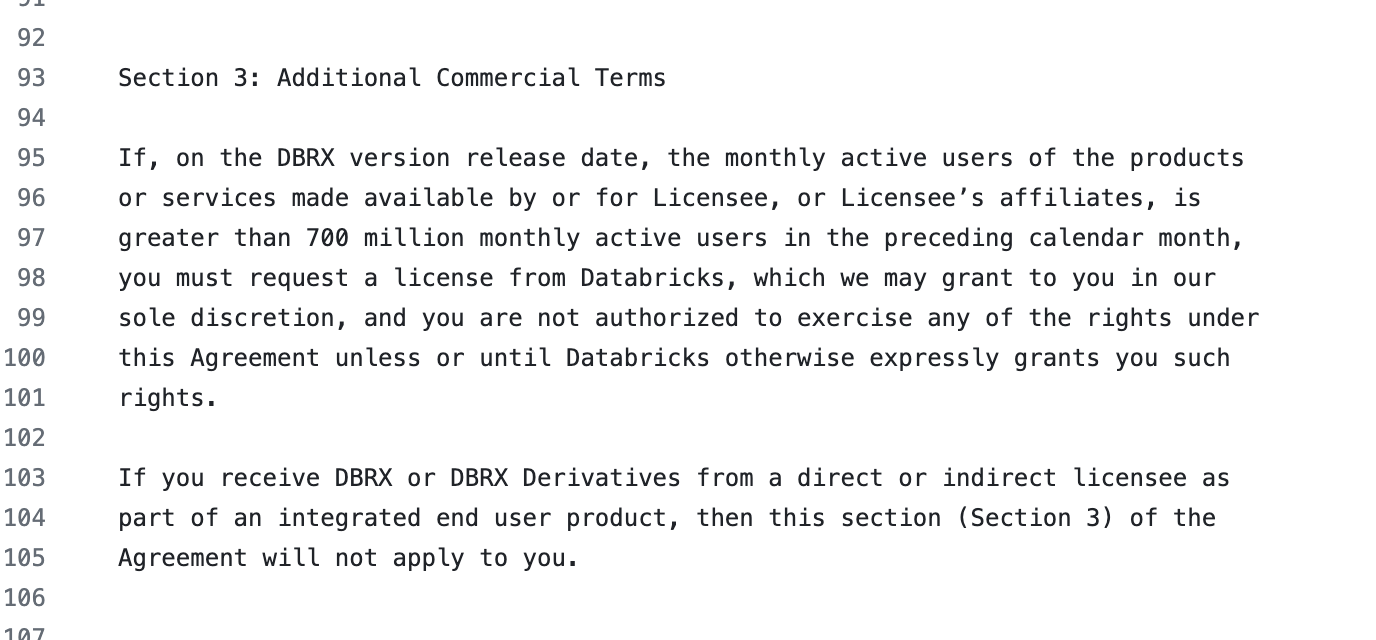 91
92
93 Section 3: Additional Commercial Terms
94
95 If, on the DBRX version release date, the monthly active users of the products
96 or services made available by or for Licensee, or Licensee’s affiliates, is
97 greater than 700 million monthly active users in the preceding calendar month,
98 you must request a license from Databricks, which we may grant to you in our
99 sole discretion, and you are not authorized to exercise any of the rights under
100 this Agreement unless or until Databricks otherwise expressly grants you such
101 rights.
102
103 If you receive DBRX or DBRX Derivatives from a direct or indirect licensee as
104 part of an integrated end user product, then this section (Section 3) of the
105 Agreement will not apply to you.
106
107